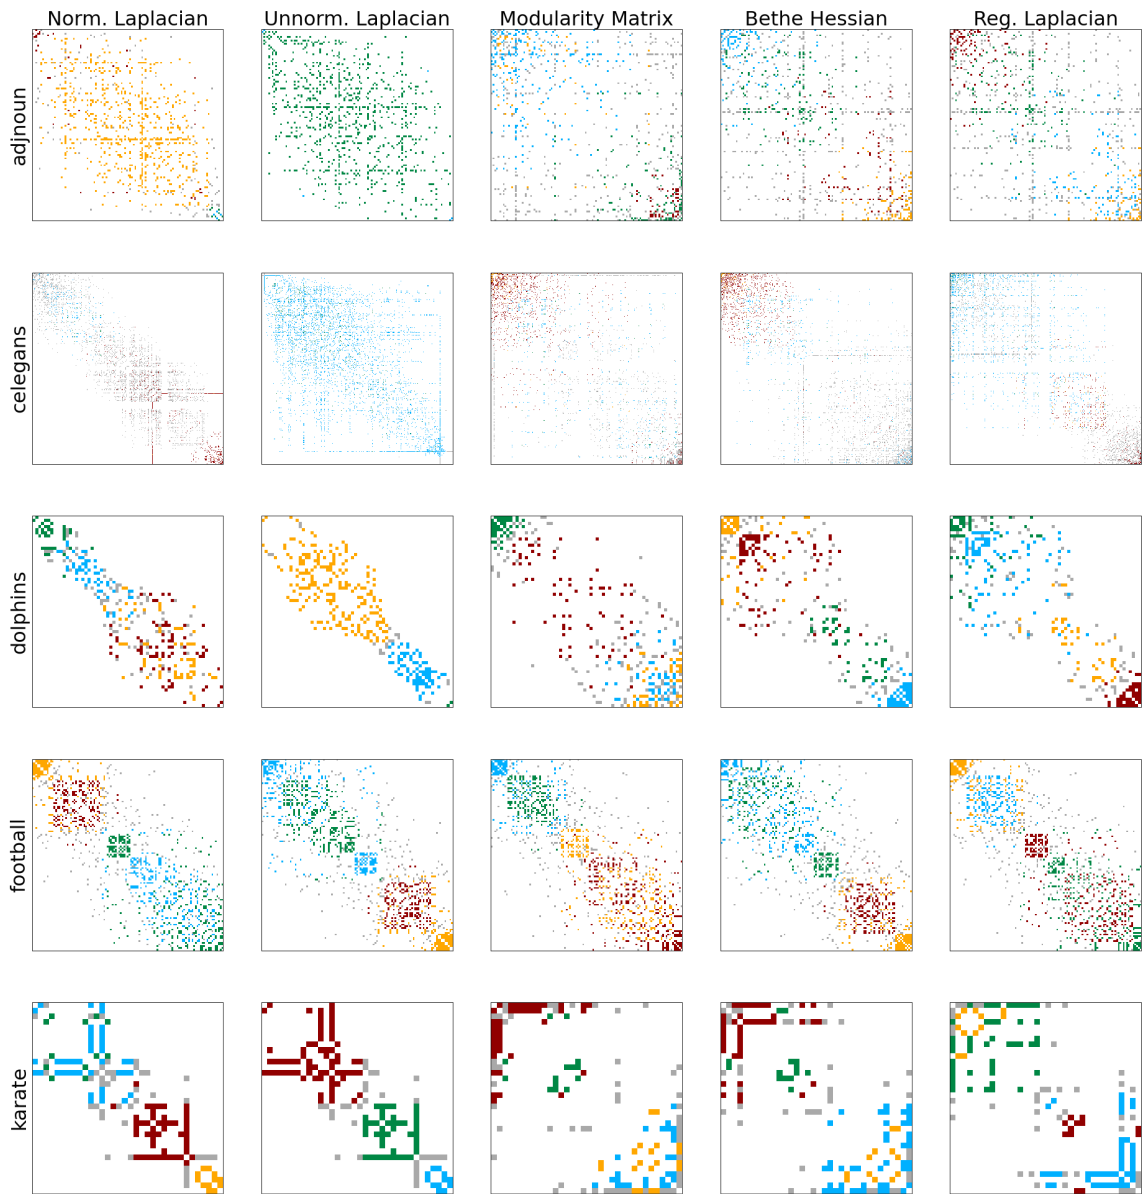 Norm. Laplacian Unnorm. Laplacian Modularity Matrix Bethe Hessian Reg. Laplacian
adjnoun
celegans
dolphins
football
karate